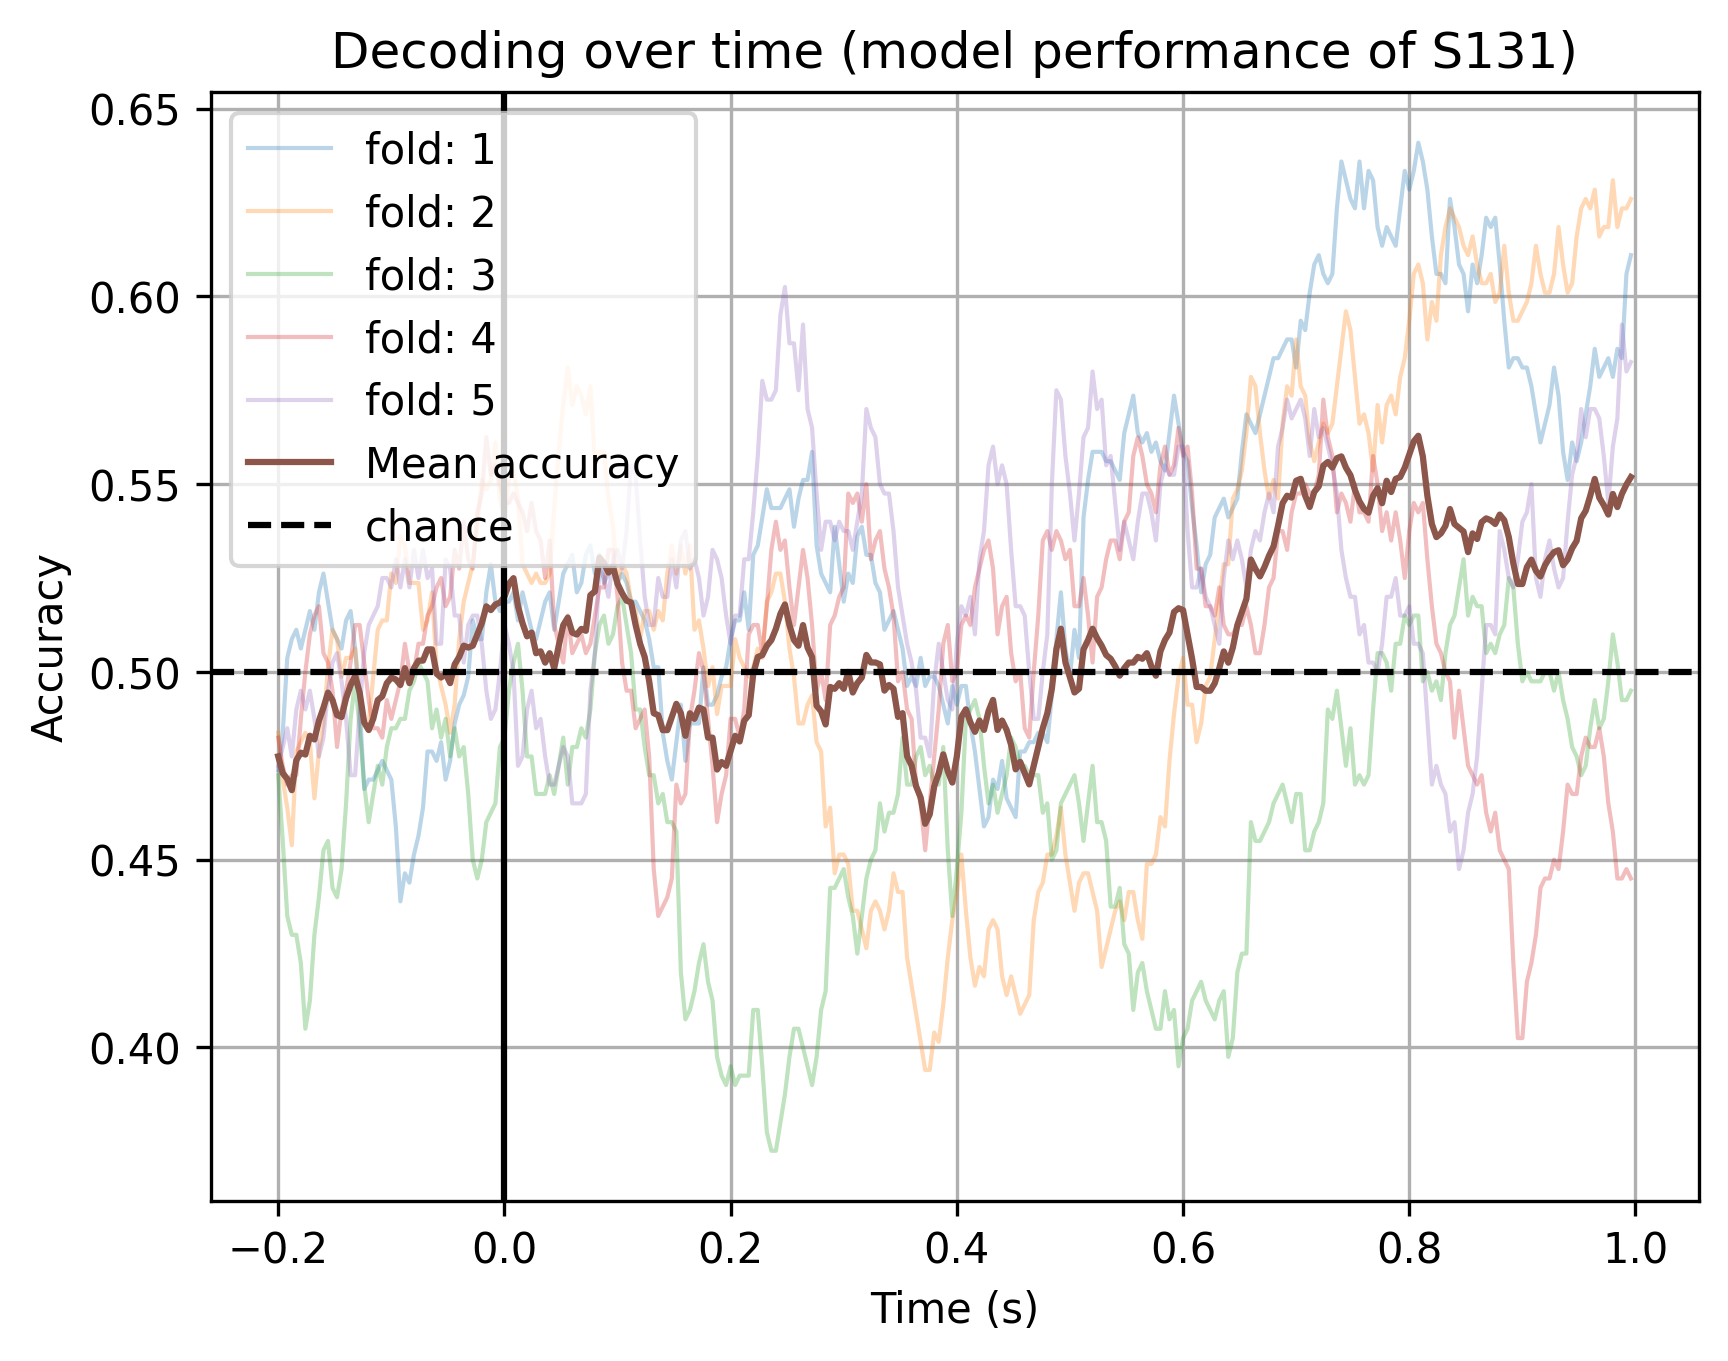 Decoding over time (model performance of S131)
0.65
0.60
0.55
0.50
0.45
0.40
Accuracy
fold: 1
fold: 2
fold: 3
fold: 4
fold: 5
Mean accuracy
chance
−0.2 0.0 0.2 0.4 0.6 0.8 1.0
Time (s)